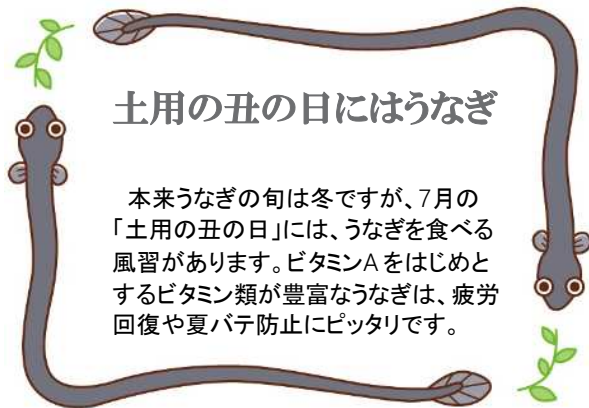 土用の丑の日にはうなぎ
　本来うなぎの旬は冬ですが、7月の
「土用の丑の日」には、うなぎを食べる
風習があります。ビタミンAをはじめと
するビタミン類が豊富なうなぎは、疲労
回復や夏バテ防止にピッタリです。